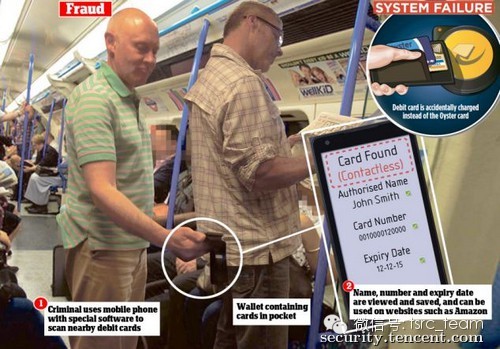 Fraud
SYSTEM FAILURE
Debit card is accidentally charged
instead of the Oyster card
WellKiD
Card Found
(Contactless)
Authorised Name
John Smith
Card Number
0010000120000
Expiry Date
12-12-15
1 Criminal uses mobile phone
with special software to
scan nearby debit cards
Wallet containing
cards in pocket
2 Name, number and expiry date
are viewed and saved, and can be
used on websites such as Amazon
微信号: tsrc_team
security.tencent.com